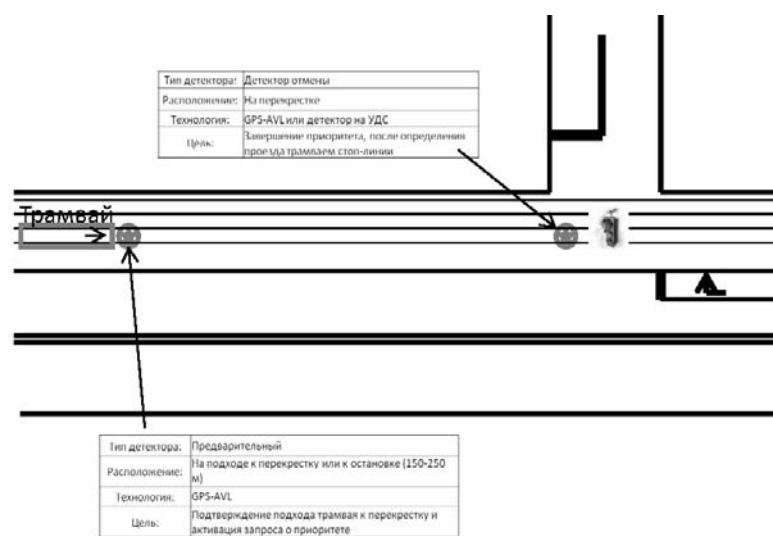 Тип детектора: Детектор отмены
Расположение: На перекрестке
Технология: GPS-AVL или детектор на УДС
Цель: Завершение приоритета, после определения
проезда трамваем стоп-линии
Трамвай
Тип детектора: Предварительный
Расположение: На подходе к перекрестку или к остановке (150-250
м)
Технология: GPS-AVL
Цель: Подтверждение подхода трамвая к перекрестку и
активация запроса о приоритете